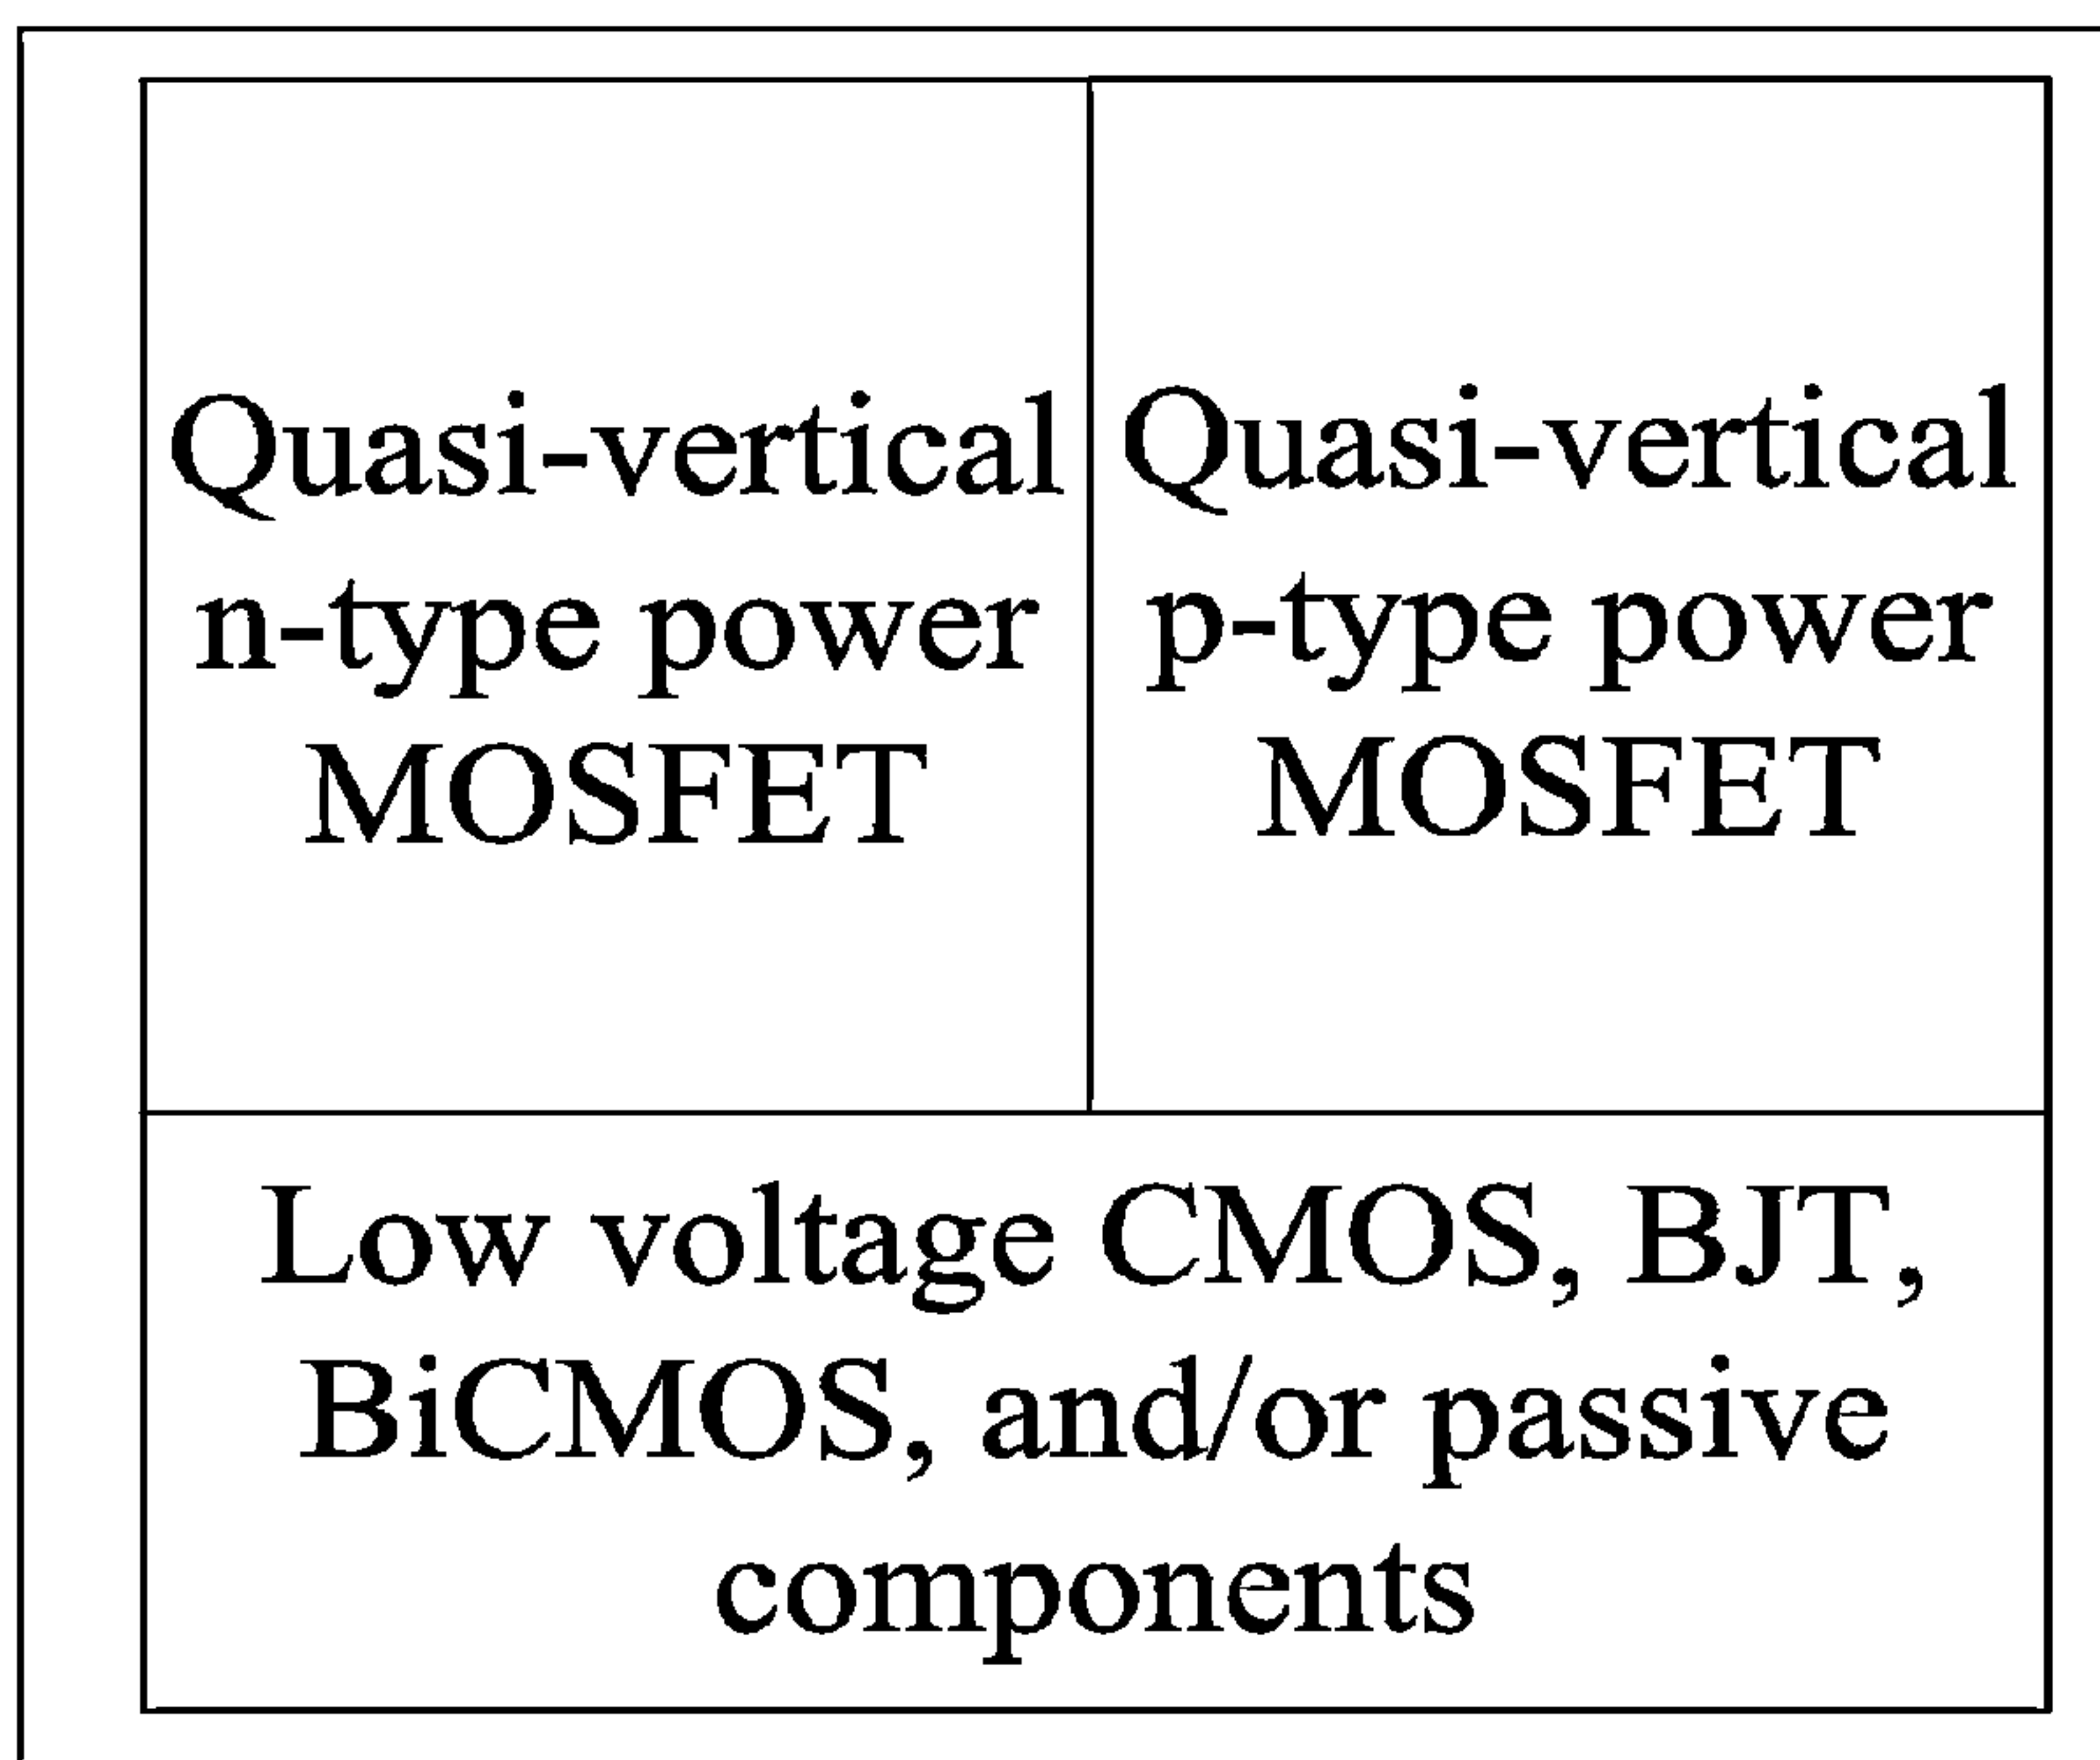 Quasi-vertical
n-type power
MOSFET
Quasi-vertical
p-type power
MOSFET
Low voltage CMOS, BJT,
BiCMOS, and/or passive
components